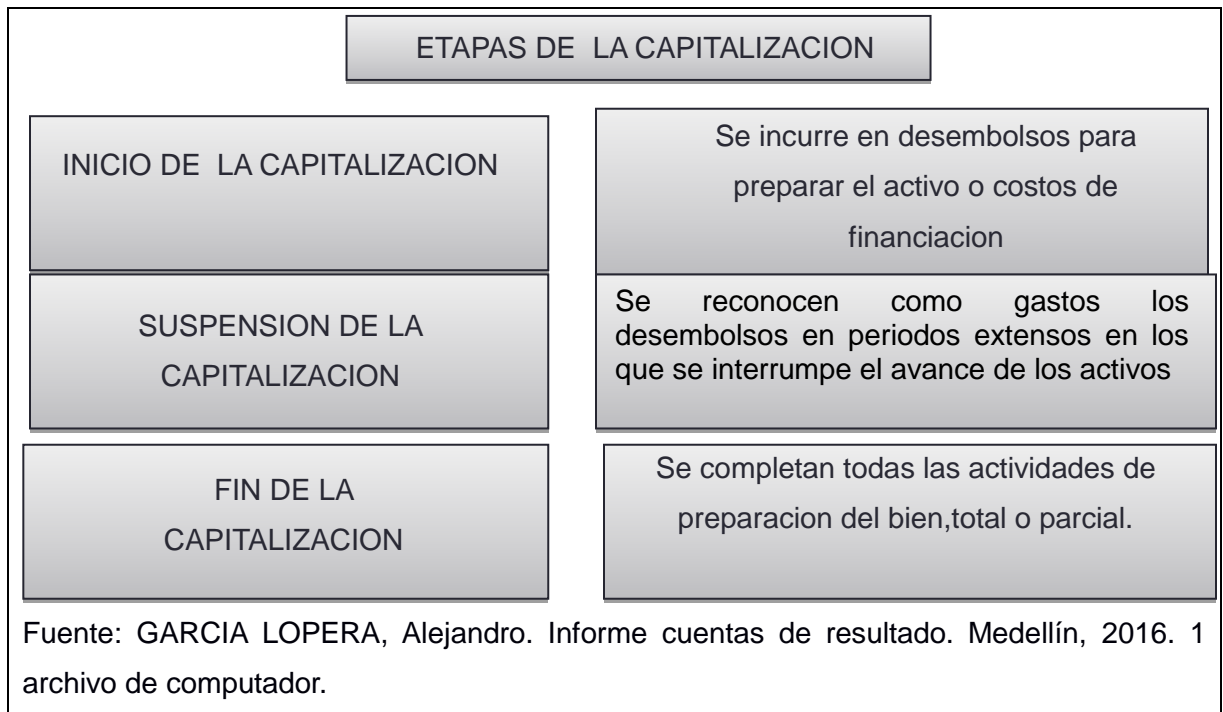 ETAPAS DE LA CAPITALIZACION
INICIO DE LA CAPITALIZACION
Se incurre en desembolsos para
preparar el activo o costos de
financiacion
SUSPENSION DE LA
CAPITALIZACION
Se reconocen como gastos los
desembolsos en periodos extensos en los
que se interrumpe el avance de los activos
FIN DE LA
CAPITALIZACION
Se completan todas las actividades de
preparacion del bien,total o parcial.
Fuente: GARCIA LOPERA, Alejandro. Informe cuentas de resultado. Medellín, 2016. 1
archivo de computador.